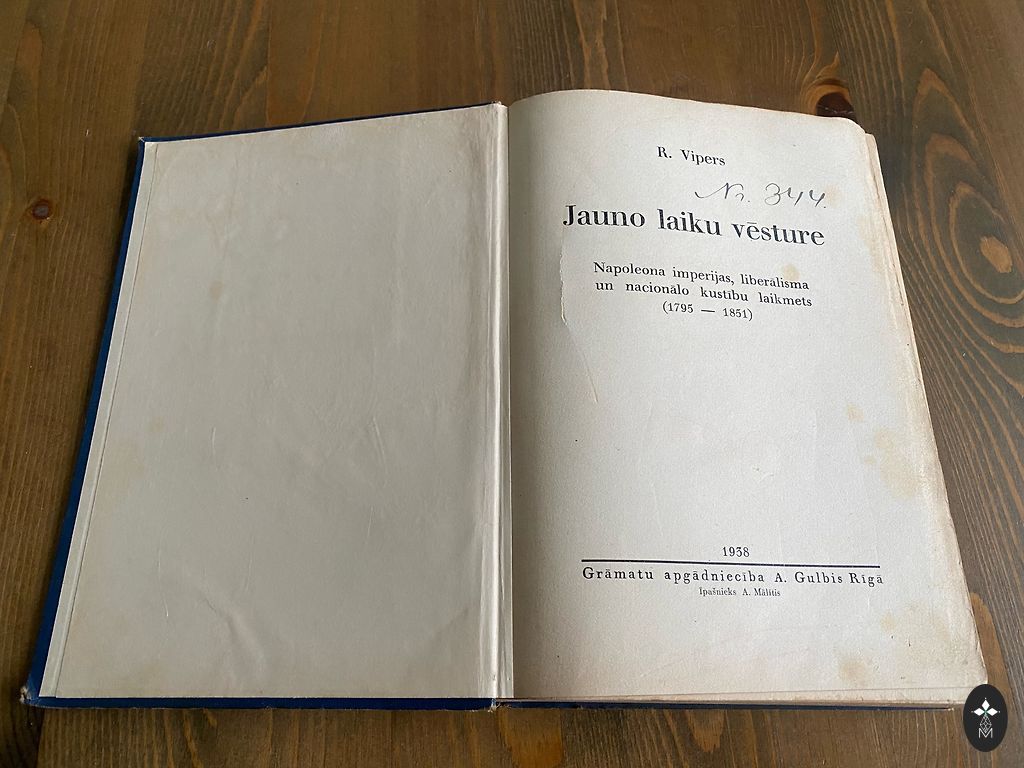 R. Vipers
Nr. 344.
Jauno laiku vēsture
Napoleona imperijas, liberālisma
un nacionālo kustību laikmets
(1795 — 1851)
1938
Grāmatu apgādniecība A. Gulbis Rīgā
Īpašnieks A. Mālītis
M